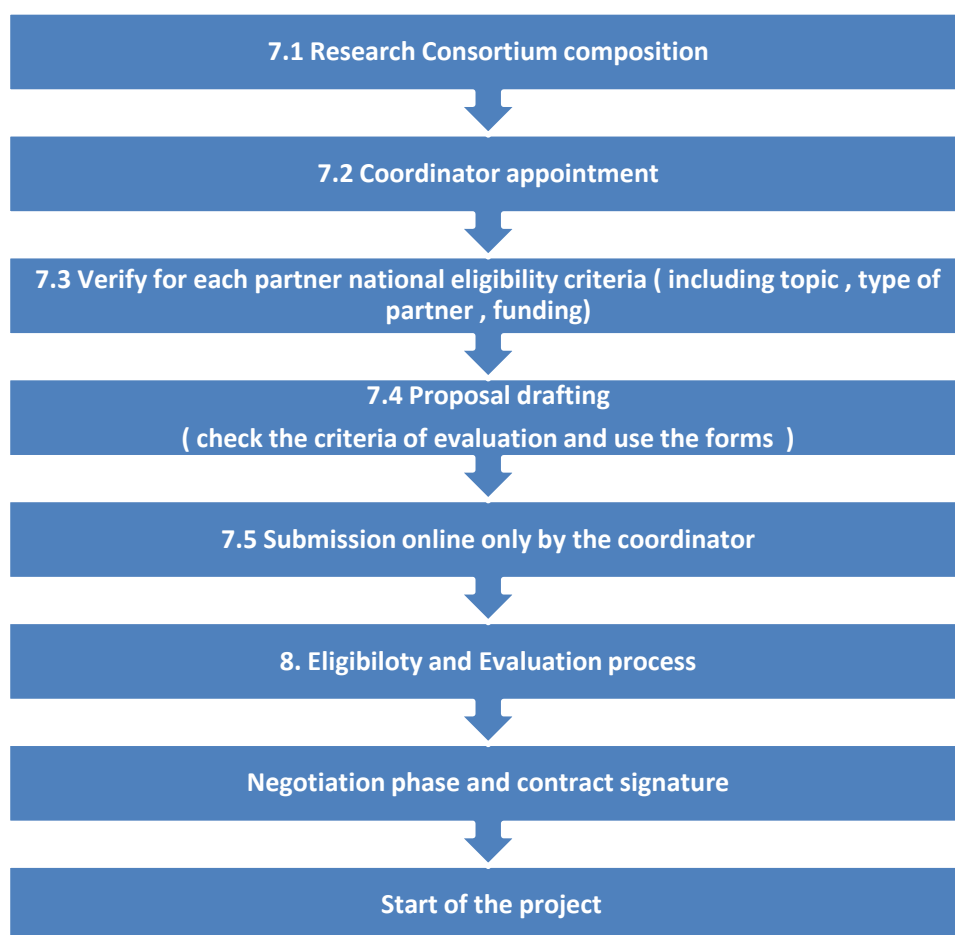 7.1 Research Consortium composition
7.2 Coordinator appointment
7.3 Verify for each partner national eligibility criteria ( including topic , type of
partner , funding)
7.4 Proposal drafting
( check the criteria of evaluation and use the forms  )
7.5 Submission online only by the coordinator
8. Eligibiloty and Evaluation process
Negotiation phase and contract signature
Start of the project